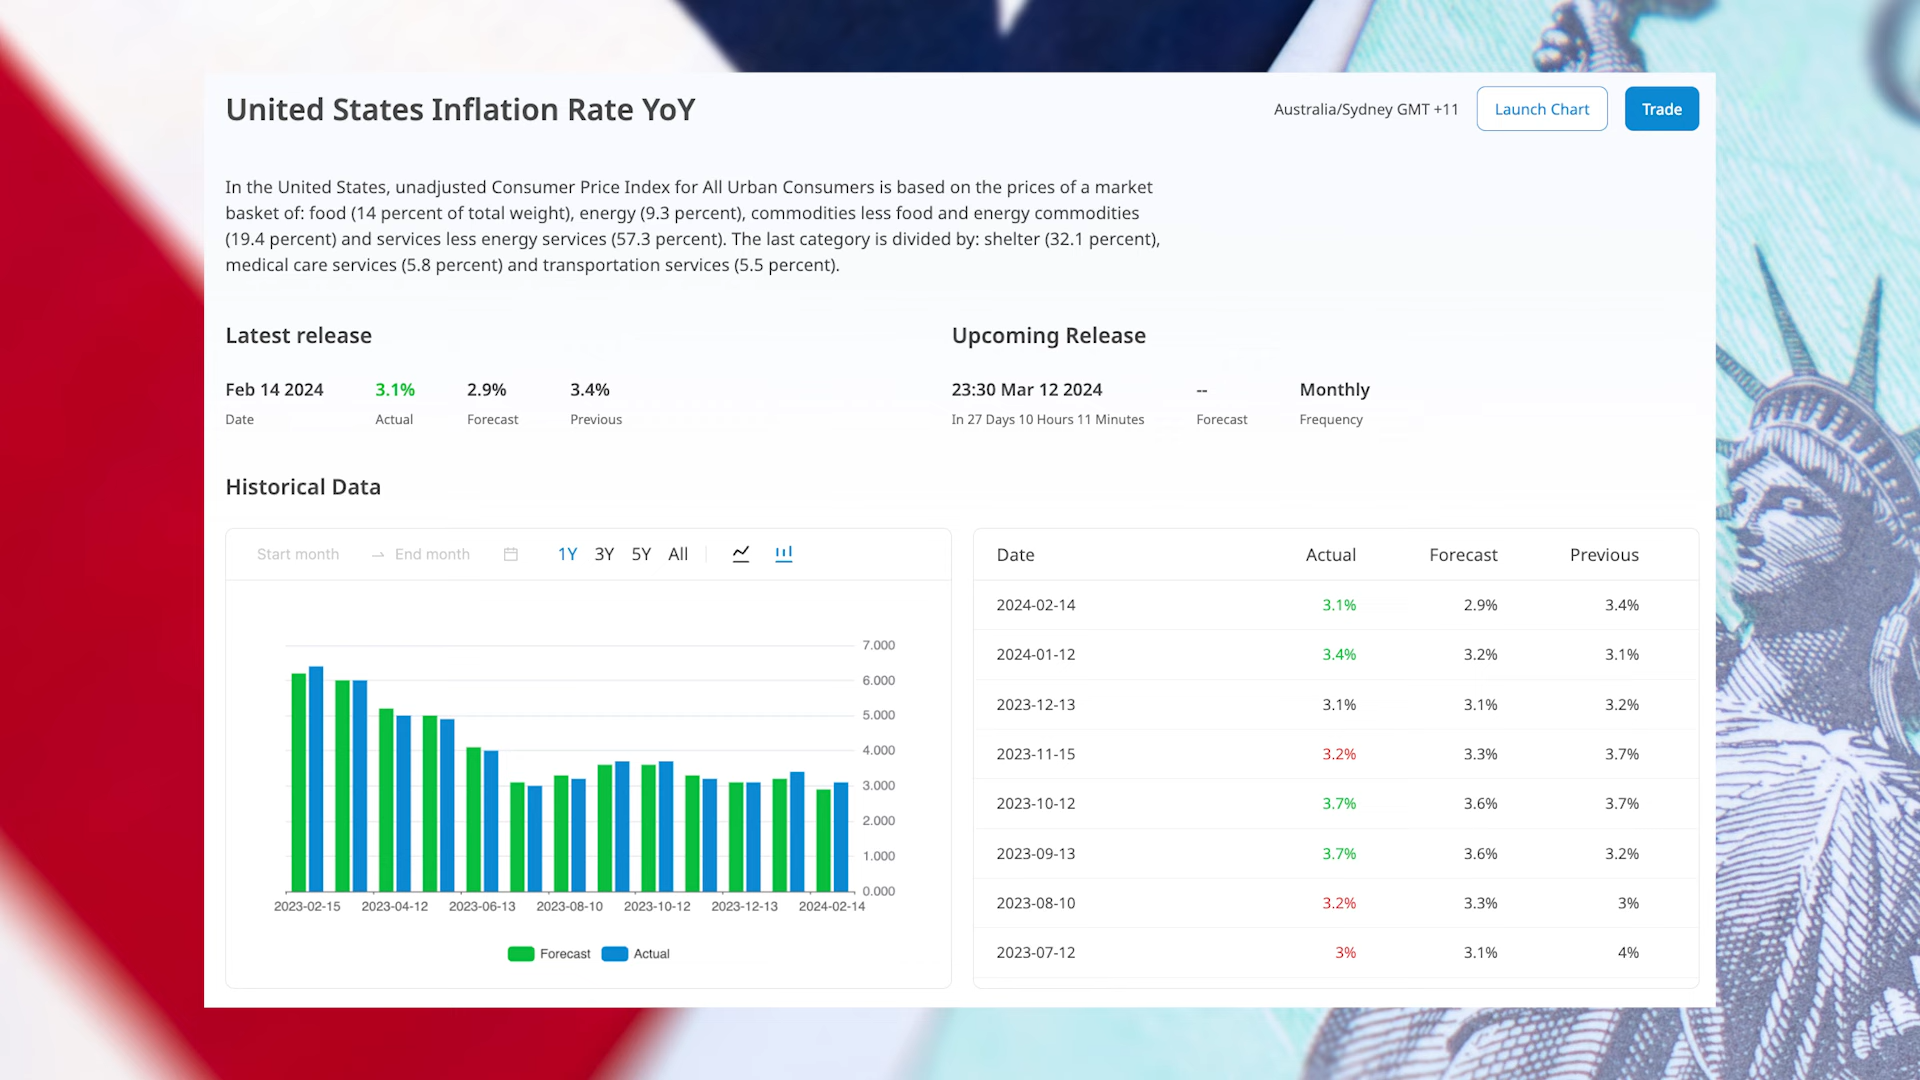 United States Inflation Rate YoY
Australia/Sydney GMT +11
Launch Chart
Trade
In the United States, unadjusted Consumer Price Index for All Urban Consumers is based on the prices of a market
basket of: food (14 percent of total weight), energy (9.3 percent), commodities less food and energy commodities
(19.4 percent) and services less energy services (57.3 percent). The last category is divided by: shelter (32.1 percent),
medical care services (5.8 percent) and transportation services (5.5 percent).
Latest release
Feb 14 2024 3.1% 2.9% 3.4%
Date Actual Forecast Previous
Upcoming Release
23:30 Mar 12 2024 -- Monthly
In 27 Days 10 Hours 11 Minutes Forecast Frequency
Historical Data
Start month → End month 1Y 3Y 5Y All
7.000
6.000
5.000
4.000
3.000
2.000
1.000
0.000
2023-02-15 2023-04-12 2023-06-13 2023-08-10 2023-10-12 2023-12-13 2024-02-14
Forecast Actual
Date Actual Forecast Previous
2024-02-14 3.1% 2.9% 3.4%
2024-01-12 3.4% 3.2% 3.1%
2023-12-13 3.1% 3.1% 3.2%
2023-11-15 3.2% 3.3% 3.7%
2023-10-12 3.7% 3.6% 3.7%
2023-09-13 3.7% 3.6% 3.2%
2023-08-10 3.2% 3.3% 3%
2023-07-12 3% 3.1% 4%